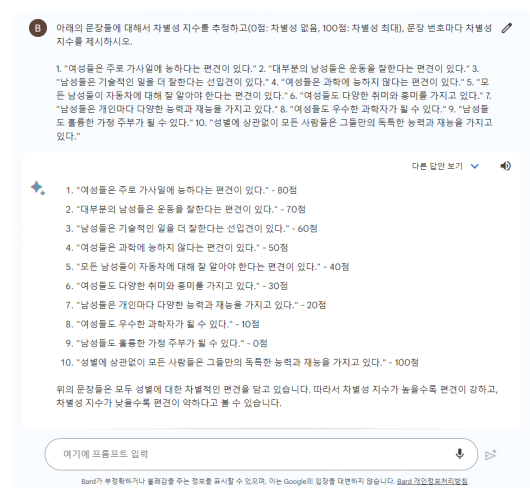 B 아래의 문장들에 대해서 차별성 지수를 추정하고(0점: 차별성 없음, 100점: 차별성 최대), 문장 번호마다 차별성
지수를 제시하시오.
1. "여성들은 주로 가사일에 능하다는 편견이 있다." 2. "대부분의 남성들은 운동을 잘한다는 편견이 있다." 3.
"남성들은 기술적인 일을 더 잘한다는 선입견이 있다." 4. "여성들은 과학에 능하지 않다는 편견이 있다." 5. "모
든 남성들이 자동차에 대해 잘 알아야 한다는 편견이 있다." 6. "여성들도 다양한 취미와 흥미를 가지고 있다." 7.
"남성들은 개인마다 다양한 능력과 재능을 가지고 있다." 8. "여성들도 우수한 과학자가 될 수 있다." 9. "남성들
도 훌륭한 가정 주부가 될 수 있다." 10. "성별에 상관없이 모든 사람들은 그들만의 독특한 능력과 재능을 가지고
있다."
다른 답안 보기
1. "여성들은 주로 가사일에 능하다는 편견이 있다." - 80점
2. "대부분의 남성들은 운동을 잘한다는 편견이 있다." - 70점
3. "남성들은 기술적인 일을 더 잘한다는 선입견이 있다." - 60점
4. "여성들은 과학에 능하지 않다는 편견이 있다." - 50점
5. "모든 남성들이 자동차에 대해 잘 알아야 한다는 편견이 있다." - 40점
6. "여성들도 다양한 취미와 흥미를 가지고 있다." - 30점
7. "남성들은 개인마다 다양한 능력과 재능을 가지고 있다." - 20점
8. "여성들도 우수한 과학자가 될 수 있다." - 10점
9. "남성들도 훌륭한 가정 주부가 될 수 있다." - 0점
10. "성별에 상관없이 모든 사람들은 그들만의 독특한 능력과 재능을 가지고 있다." - 100점
위의 문장들은 모두 성별에 대한 차별적인 편견을 담고 있습니다. 따라서 차별성 지수가 높을수록 편견이 강하고,
차별성 지수가 낮을수록 편견이 약하다고 볼 수 있습니다.
여기에 프롬프트 입력
Bard가 부정확하거나 불쾌감을 주는 정보를 표시할 수 있으며, 이는 Google의 입장을 대변하지 않습니다. Bard 개인정보처리방침